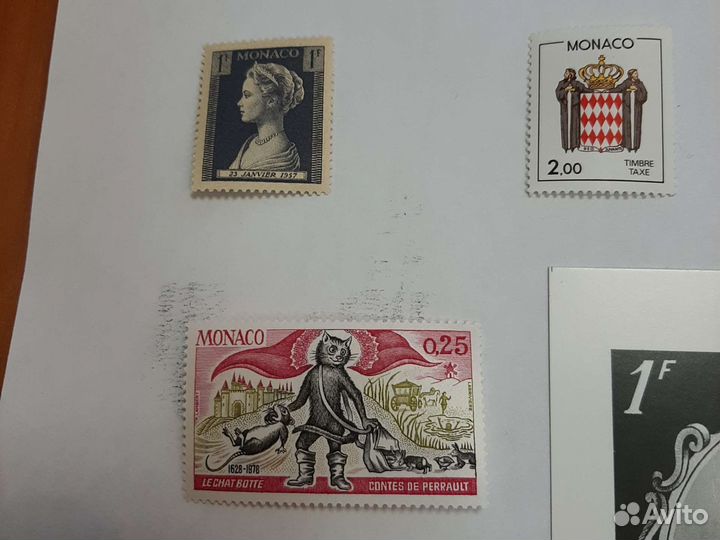 1F MONACO 1F
23 JANVIER 1957
MONACO
2,00
TIMBRE
TAXE
MONACO
0,25
1628-1978
LE CHAT BOTTÉ
CONTES DE PERRAULT
1F
Avito